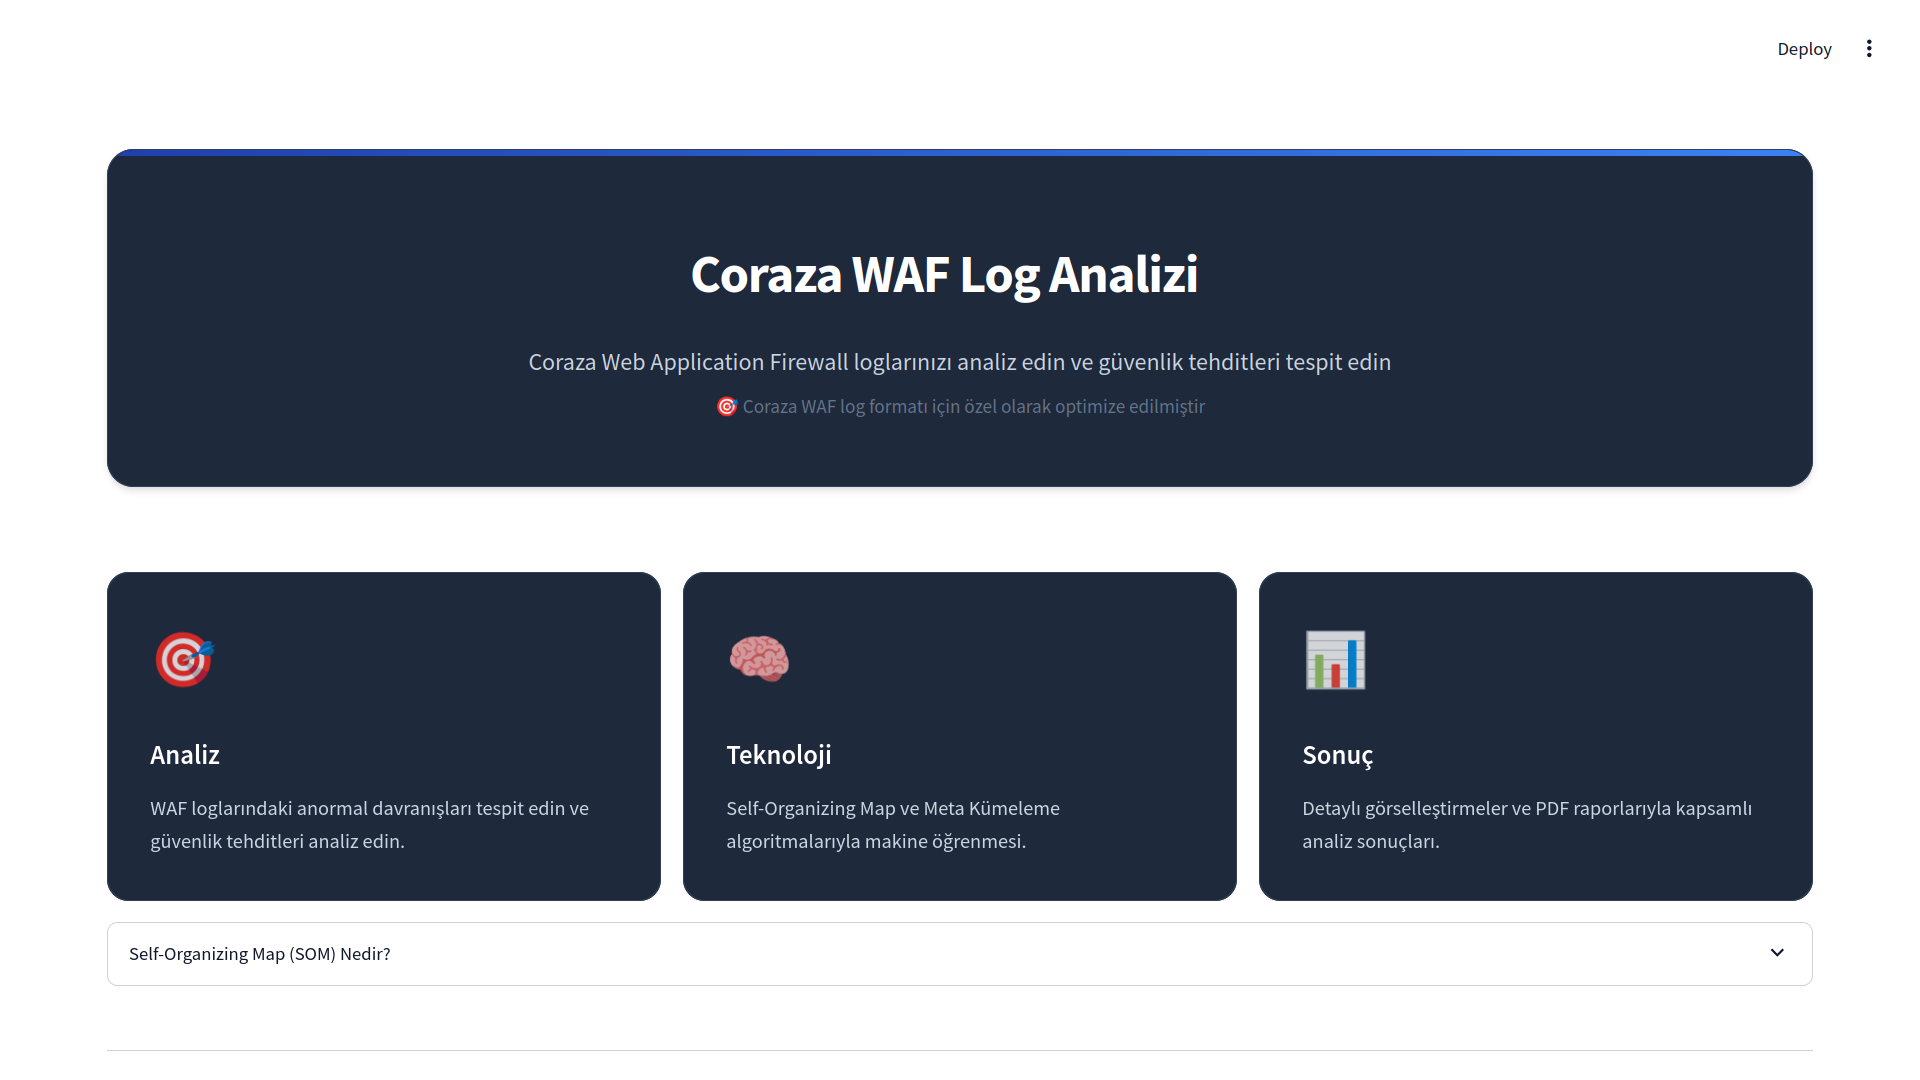 Deploy
Coraza WAF Log Analizi
Coraza Web Application Firewall loglarınızı analiz edin ve güvenlik tehditleri tespit edin
🎯 Coraza WAF log formatı için özel olarak optimize edilmiştir
Analiz
WAF loglarındaki anormal davranışları tespit edin ve
güvenlik tehditleri analiz edin.
Teknoloji
Self-Organizing Map ve Meta Kümeleme
algoritmalarıyla makine öğrenmesi.
Sonuç
Detaylı görselleştirmeler ve PDF raporlarıyla kapsamlı
analiz sonuçları.
Self-Organizing Map (SOM) Nedir?